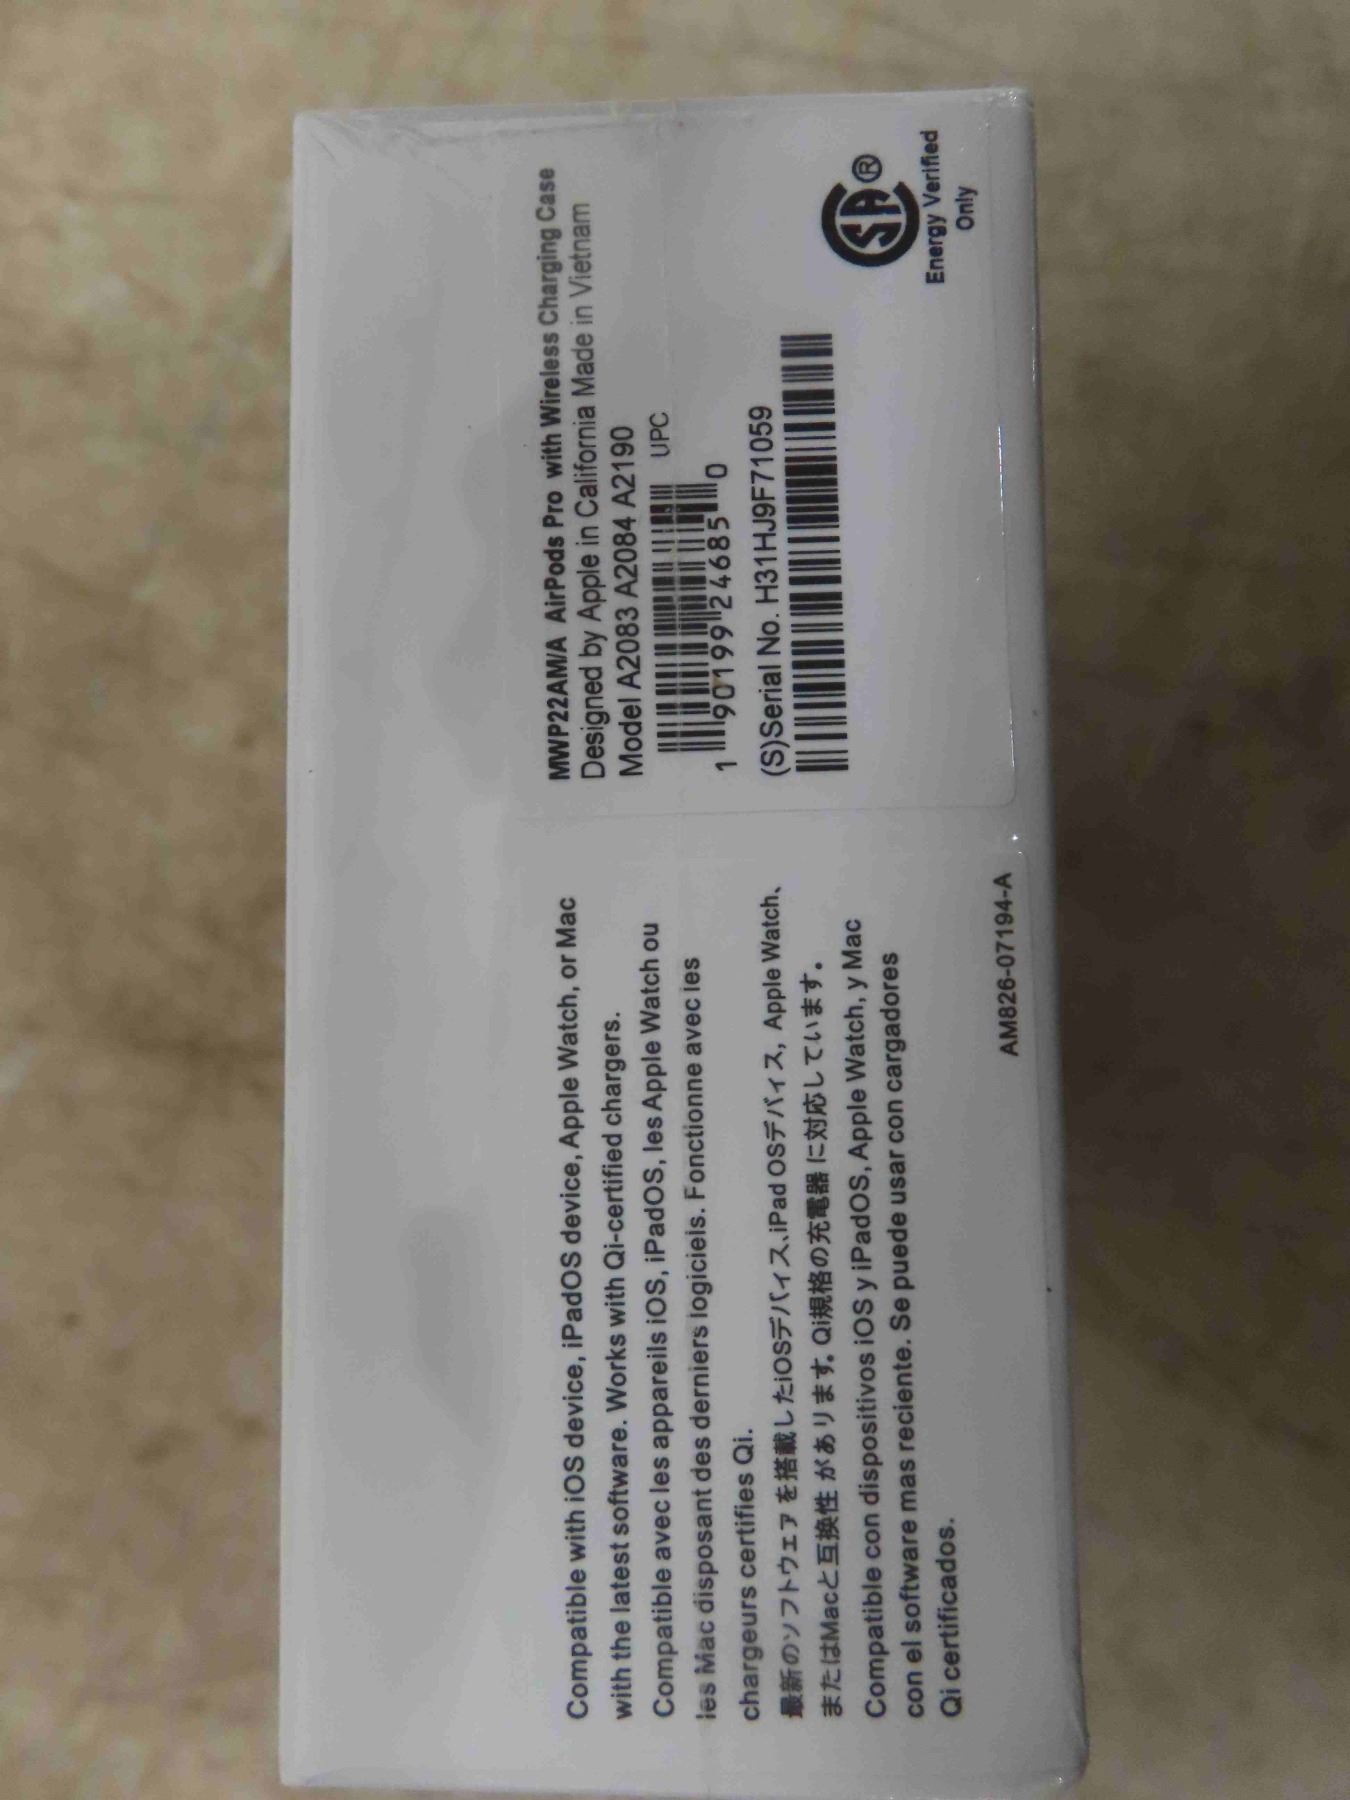 MWP22AM/A AirPods Pro with Wireless Charging Case
Designed by Apple in California Made in Vietnam
Model A2083 A2084 A2190
UPC
1 90199 24685 0
(S)Serial No. H31HJ9F71059
SA®
Energy Verified
Only
Compatible with iOS device, iPadOS device, Apple Watch, or Mac
with the latest software. Works with Qi-certified chargers.
Compatible avec les appareils iOS, iPadOS, les Apple Watch ou
les Mac disposant des derniers logiciels. Fonctionne avec les
chargeurs certifies Qi.
最新のソフトウェア を搭載したiOSデバイス、iPad OSデバイス, Apple Watch、
またはMacと互換性 があります。Qi規格の充電器 に対応しています。
Compatible con dispositivos iOS y iPadOS, Apple Watch, y Mac
con el software mas reciente. Se puede usar con cargadores
Qi certificados.
AM826-07194-A